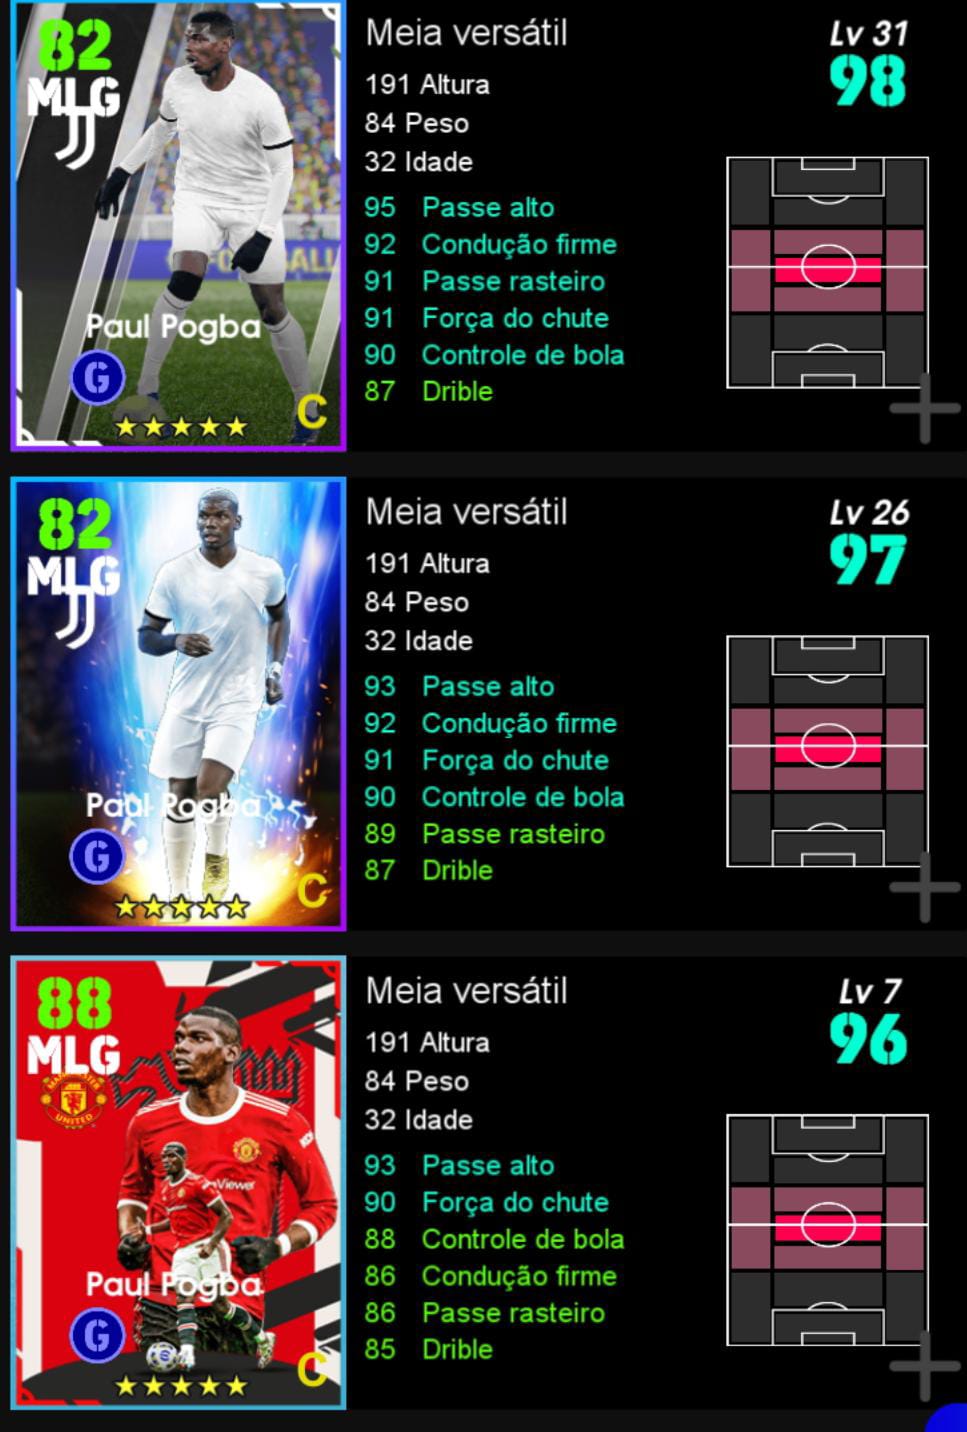 82
MLG
Paul Pogba
G
C
Meia versátil
191 Altura
84 Peso
32 Idade
95 Passe alto
92 Condução firme
91 Passe rasteiro
91 Força do chute
90 Controle de bola
87 Drible
Lv 31
98
82
MLG
Paul Pogba
G
C
Meia versátil
191 Altura
84 Peso
32 Idade
93 Passe alto
92 Condução firme
91 Força do chute
90 Controle de bola
89 Passe rasteiro
87 Drible
Lv 26
97
88
MLG
MANCHESTER
UNITED
Paul Pogba
G
C
Meia versátil
191 Altura
84 Peso
32 Idade
93 Passe alto
90 Força do chute
88 Controle de bola
86 Condução firme
86 Passe rasteiro
85 Drible
Lv 7
96